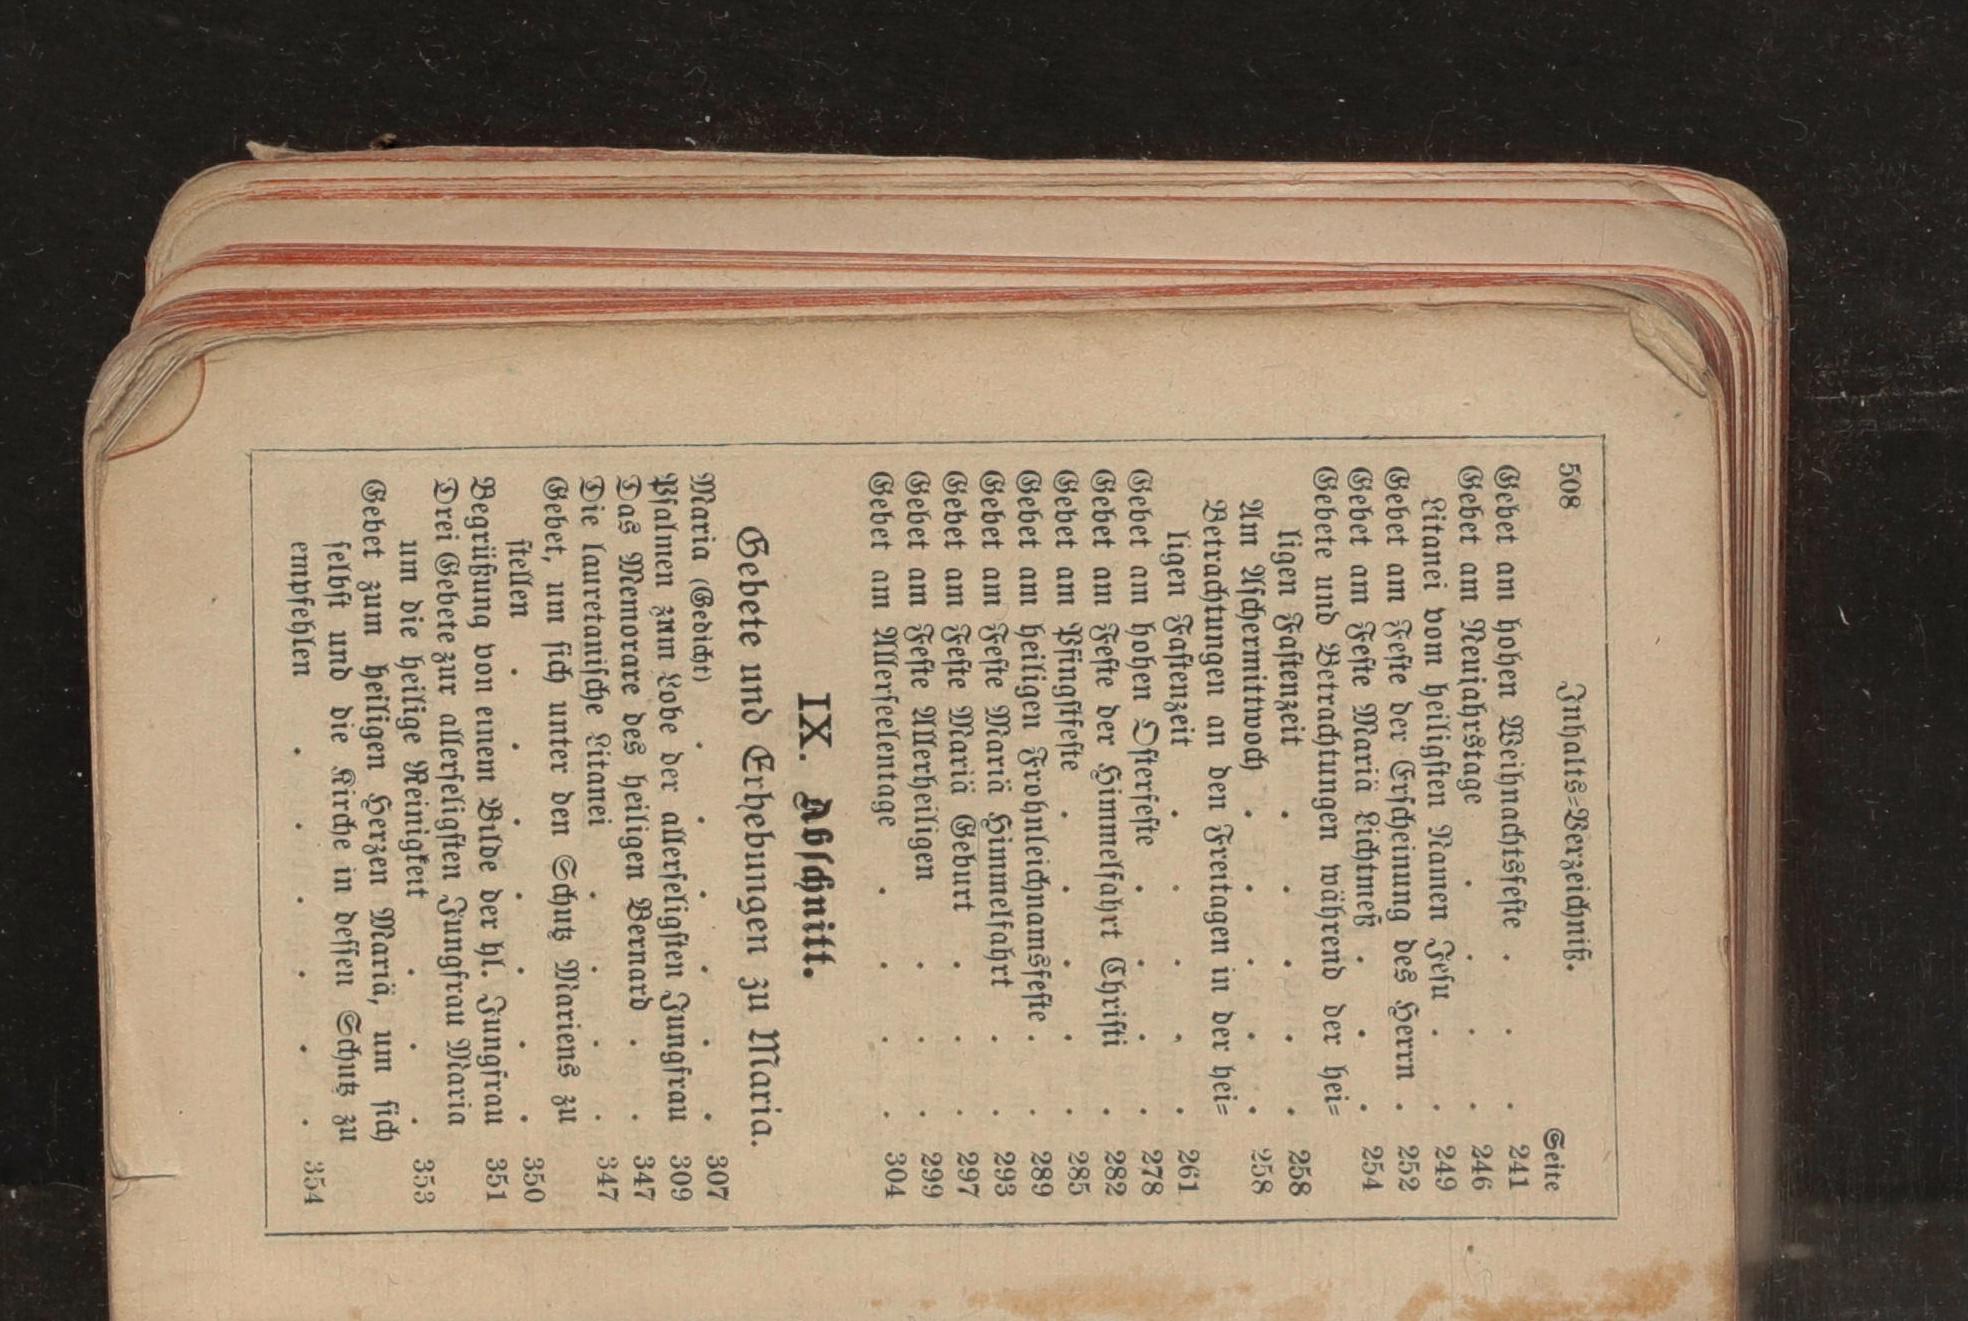 508 Inhalts=Verzeichniß.
Seite
Gebet am hohen Weihnachtsfeste . . . 241
Gebet am Neujahrstage . . . . 246
Litanei vom heiligsten Namen Jesu . . 249
Gebet am Feste der Erscheinung des Herrn . 252
Gebet am Feste Mariä Lichtmeß . . . 254
Gebete und Betrachtungen während der hei=
ligen Fastenzeit . . . . . 258
Am Aschermittwoch . . . . . 258
Betrachtungen an den Freitagen in der hei=
ligen Fastenzeit . . . . . 261
Gebet am hohen Osterfeste . . . . 278
Gebet am Feste der Himmelfahrt Christi . 282
Gebet am Pfingstfeste . . . . . 285
Gebet am heiligen Frohnleichnamsfeste . . 289
Gebet am Feste Mariä Himmelfahrt . . 293
Gebet am Feste Mariä Geburt . . . 297
Gebet am Feste Allerheiligen . . . 299
Gebet am Allerseelentage . . . . 304
IX. Abschnitt.
Gebete und Erhebungen zu Maria.
Maria (Gedicht) . . . . . . 307
Psalmen zum Lobe der allerseligsten Jungfrau 309
Das Memorare des heiligen Bernard . . 347
Die lauretanische Litanei . . . . 347
Gebet, um sich unter den Schutz Mariens zu
stellen . . . . . . . 350
Begrüßung von einem Bilde der hl. Jungfrau 351
Drei Gebete zur allerseligsten Jungfrau Maria
um die heilige Reinigkeit . . . 353
Gebet zum heiligen Herzen Mariä, um sich
selbst und die Kirche in dessen Schutz zu
empfehlen . . . . . . 354